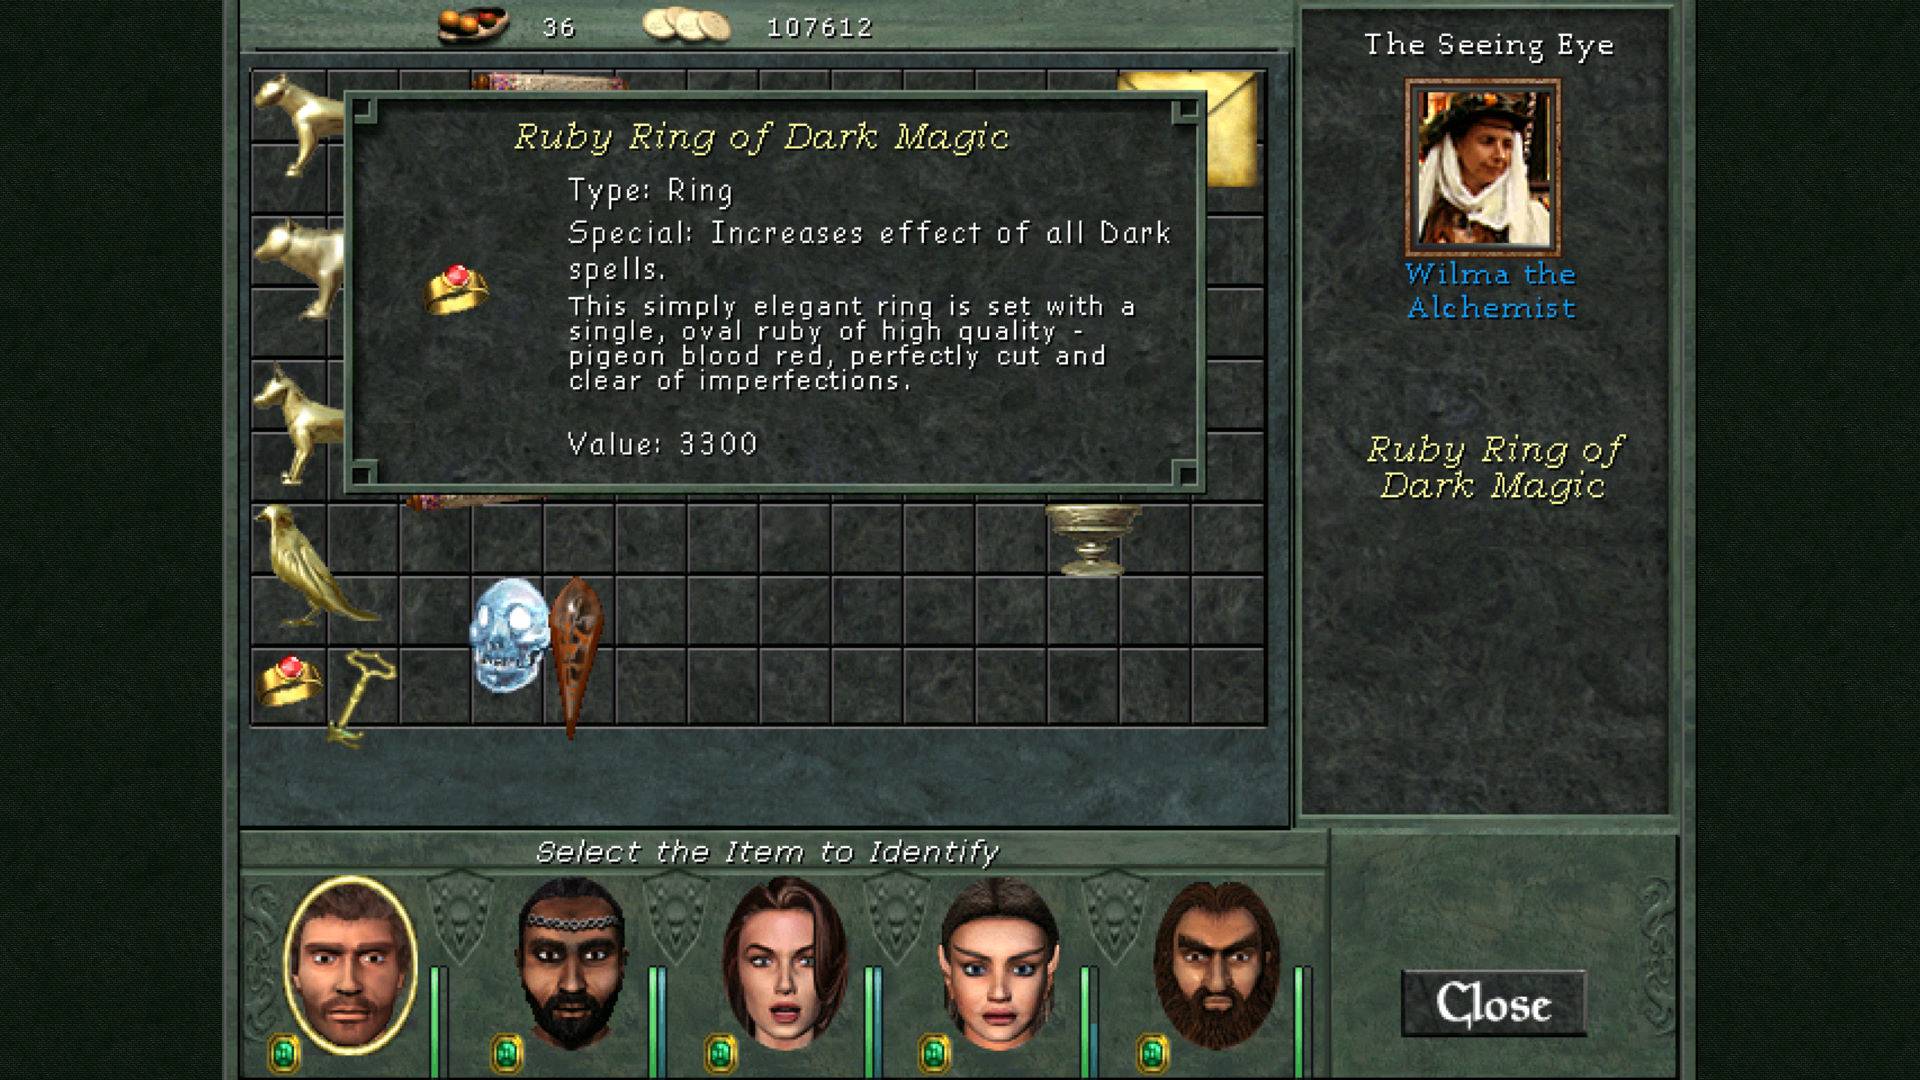 36
107612
The Seeing Eye
Ruby Ring of Dark Magic
Type: Ring
Special: Increases effect of all Dark
spells.
This simply elegant ring is set with a
single, oval ruby of high quality -
pigeon blood red, perfectly cut and
clear of imperfections.
Value: 3300
Wilma the
Alchemist
Ruby Ring of
Dark Magic
Select the Item to Identify
Close